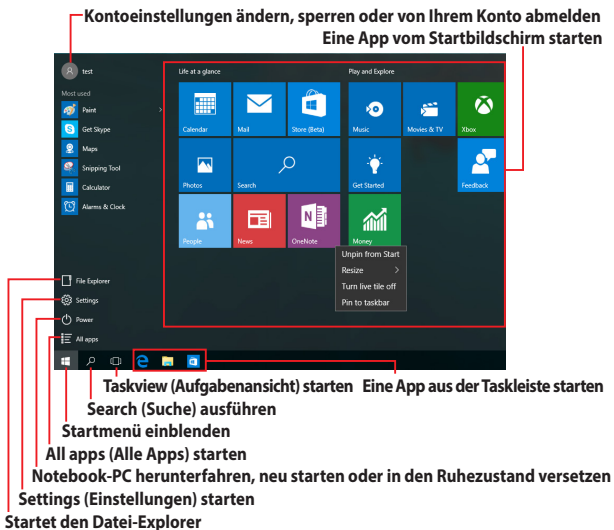 Kontoeinstellungen ändern, sperren oder von Ihrem Konto abmelden
Eine App vom Startbildschirm starten
test
Most used
Paint
Get Skype
Maps
Snipping Tool
Calculator
Alarms & Clock
File Explorer
Settings
Power
All apps
Life at a glance
Play and Explore
Calendar
Mail
Store (Beta)
Music
Movies & TV
Xbox
Photos
Search
Get Started
Feedback
People
News
OneNote
Money
Unpin from Start
Resize
Turn live tile off
Pin to taskbar
Taskview (Aufgabenansicht) starten
Eine App aus der Taskleiste starten
Search (Suche) ausführen
Startmenü einblenden
All apps (Alle Apps) starten
Notebook-PC herunterfahren, neu starten oder in den Ruhezustand versetzen
Settings (Einstellungen) starten
Startet den Datei-Explorer